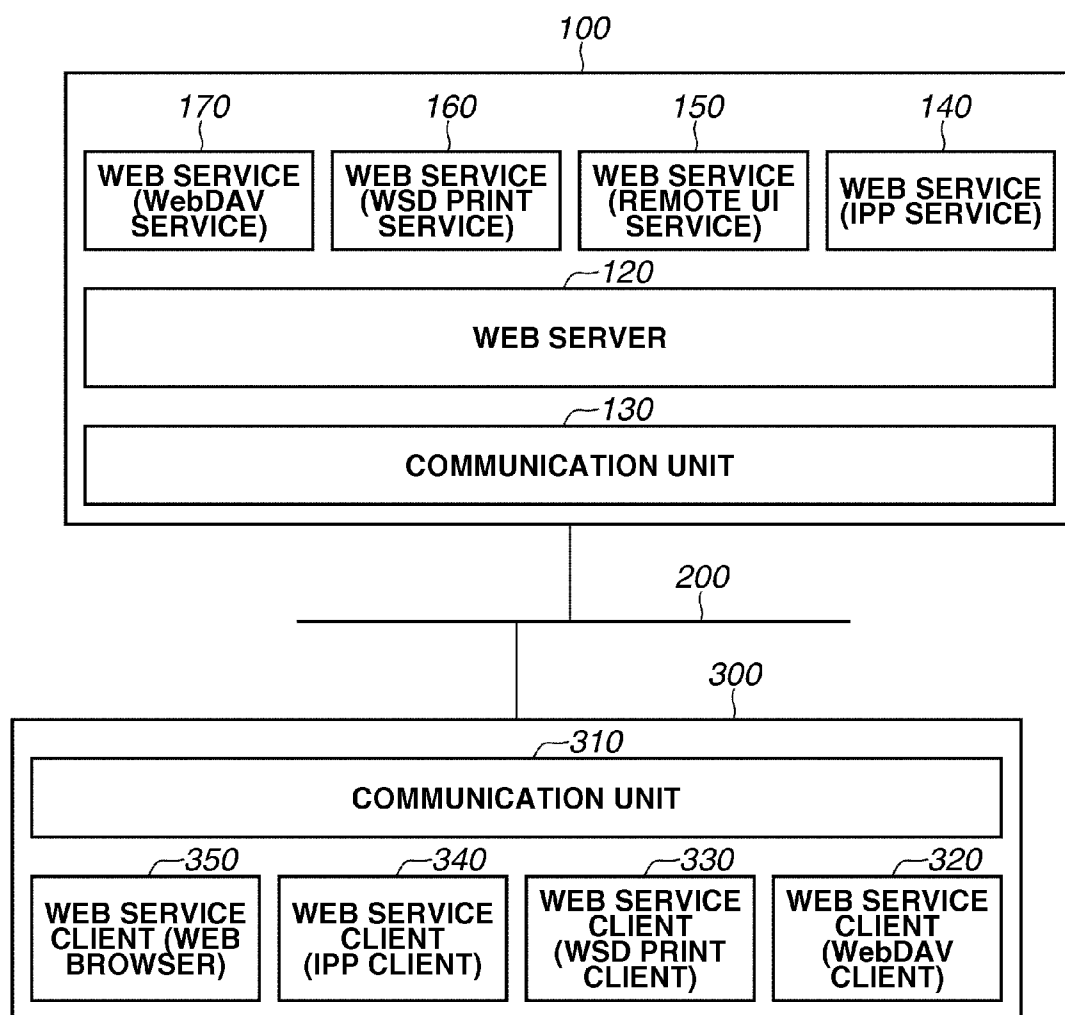 100
170
160
150
140
WEB SERVICE
(WebDAV
SERVICE)
WEB SERVICE
(WSD PRINT
SERVICE)
WEB SERVICE
(REMOTE UI
SERVICE)
WEB SERVICE
(IPP SERVICE)
120
WEB SERVER
130
COMMUNICATION UNIT
200
300
310
COMMUNICATION UNIT
350
340
330
320
WEB SERVICE
CLIENT (WEB
BROWSER)
WEB SERVICE
CLIENT
(IPP CLIENT)
WEB SERVICE
CLIENT
(WSD PRINT
CLIENT)
WEB SERVICE
CLIENT
(WebDAV
CLIENT)